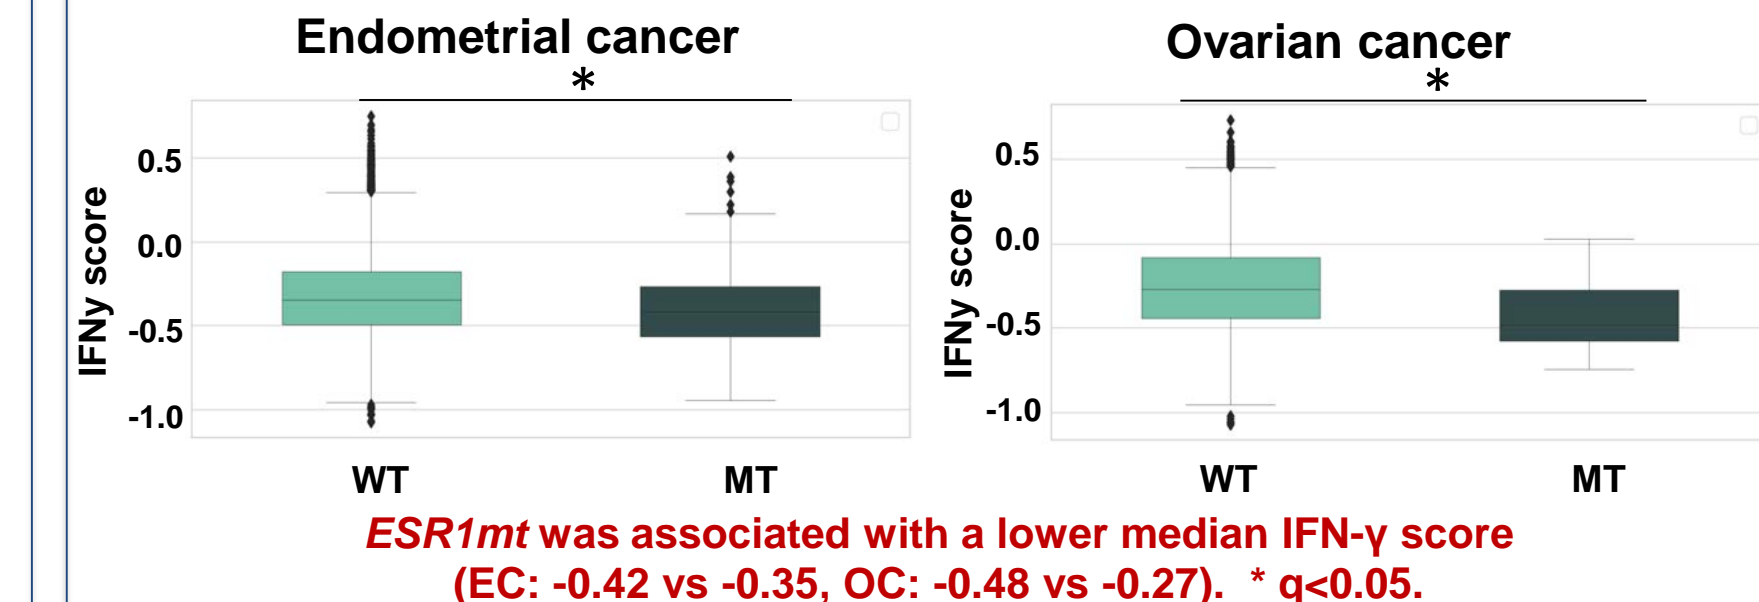 Endometrial cancer
*
IFNy score
0.5
0.0
-0.5
-1.0
WT
MT
Ovarian cancer
*
IFNy score
0.5
0.0
-0.5
-1.0
WT
MT
ESR1mt was associated with a lower median IFN-γ score
(EC: -0.42 vs -0.35, OC: -0.48 vs -0.27). * q<0.05.